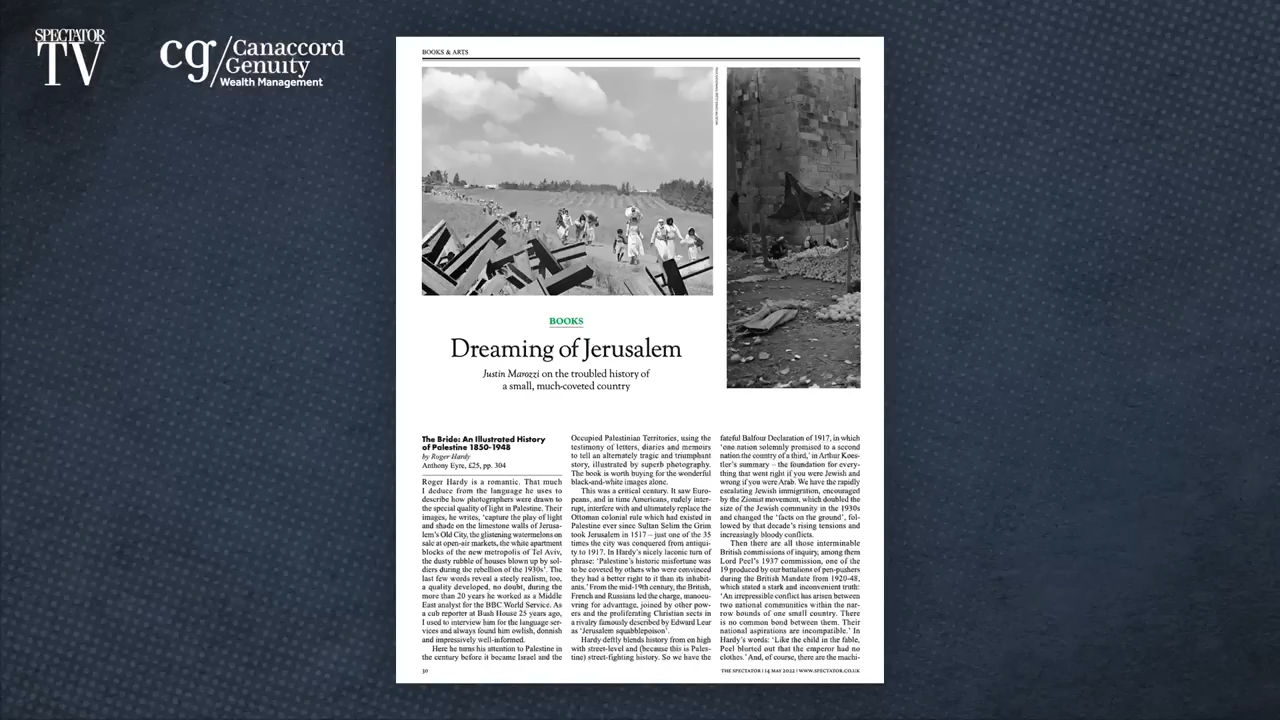 SPECTATOR
TV
cg/Canaccord
Genuity
Wealth Management
BOOKS & ARTS
BOOKS
Dreaming of Jerusalem
Justin Marozzi on the troubled history of
a small, much-coveted country
The Bride: An Illustrated History
of Palestine 1850-1948
by Roger Hardy
Anthony Eyre, £25, pp. 304
Roger Hardy is a romantic. That much
I deduce from the language he uses to
describe how photographers were drawn to
the special quality of light in Palestine. Their
images, he writes, 'capture the play of light
and shade on the limestone walls of Jerusa-
lem's Old City, the glistening watermelons on
sale at open-air markets, the white apartment
blocks of the new metropolis of Tel Aviv,
the dusty rubble of houses blown up by sol-
diers during the rebellion of the 1930s'. The
last few words reveal a steely realism, too,
a quality developed, no doubt, during the
more than 20 years he worked as a Middle
East analyst for the BBC World Service. As
a cub reporter at Bush House 25 years ago,
I used to interview him for the language ser-
vices and always found him owlish, donnish
and impressively well-informed.
Here he turns his attention to Palestine in
the century before it became Israel and the
Occupied Palestinian Territories, using the
testimony of letters, diaries and memoirs
to tell an alternately tragic and triumphant
story, illustrated by superb photography.
The book is worth buying for the wonderful
black-and-white images alone.
This was a critical century. It saw Euro-
peans, and in time Americans, rudely inter-
rupt, interfere with and ultimately replace the
Ottoman colonial rule which had existed in
Palestine ever since Sultan Selim the Grim
took Jerusalem in 1517 – just one of the 35
times the city was conquered from antiqui-
ty to 1917. In Hardy's nicely laconic turn of
phrase: 'Palestine's historic misfortune was
to be coveted by others who were convinced
they had a better right to it than its inhabit-
ants.' From the mid-19th century, the British,
French and Russians led the charge, manoeu-
vring for advantage, joined by other pow-
ers and the proliferating Christian sects in
a rivalry famously described by Edward Lear
as 'Jerusalem squabblepoison'.
Hardy deftly blends history from on high
with street-level and (because this is Pales-
tine) street-fighting history. So we have the
fateful Balfour Declaration of 1917, in which
'one nation solemnly promised to a second
nation the country of a third,' in Arthur Koes-
tler's summary – the foundation for every-
thing that went right if you were Jewish and
wrong if you were Arab. We have the rapidly
escalating Jewish immigration, encouraged
by the Zionist movement, which doubled the
size of the Jewish community in the 1930s
and changed the 'facts on the ground', fol-
lowed by that decade's rising tensions and
increasingly bloody conflicts.
Then there are all those interminable
British commissions of inquiry, among them
Lord Peel's 1937 commission, one of the
19 produced by our battalions of pen-pushers
during the British Mandate from 1920-48,
which stated a stark and inconvenient truth:
'An irrepressible conflict has arisen between
two national communities within the nar-
row bounds of one small country. There
is no common bond between them. Their
national aspirations are incompatible.' In
Hardy's words: 'Like the child in the fable,
Peel blurted out that the emperor had no
clothes.' And, of course, there are the machi-
30
THE SPECTATOR | 14 MAY 2022 | WWW.SPECTATOR.CO.UK